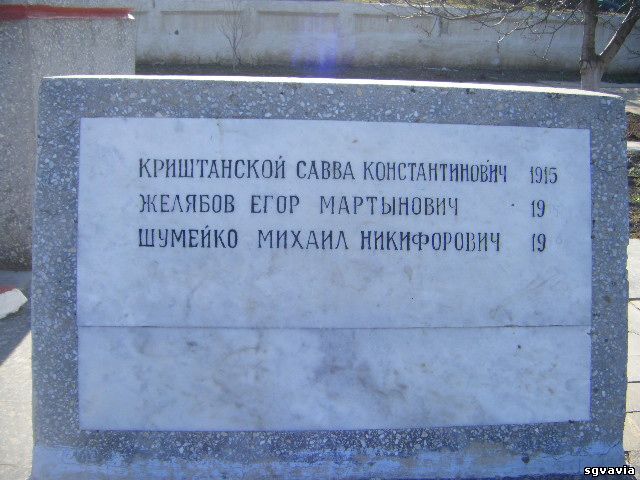 КРИШТАНСКОЙ САВВА КОНСТАНТИНОВИЧ 1915
ЖЕЛЯБОВ ЕГОР МАРТЫНОВИЧ 19
ШУМЕЙКО МИХАИЛ НИКИФОРОВИЧ 19
sgvavia